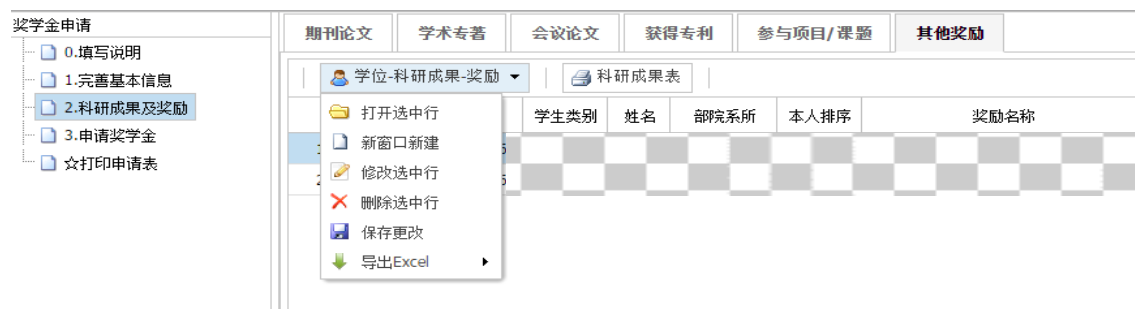 奖学金申请
0.填写说明
1.完善基本信息
2.科研成果及奖励
3.申请奖学金
☆打印申请表
期刊论文 学术专著 会议论文 获得专利 参与项目/课题 其他奖励
学位-科研成果-奖励 科研成果表
学生类别 姓名 部院系所 本人排序 奖励名称
打开选中行
新窗口新建
修改选中行
删除选中行
保存更改
导出Excel